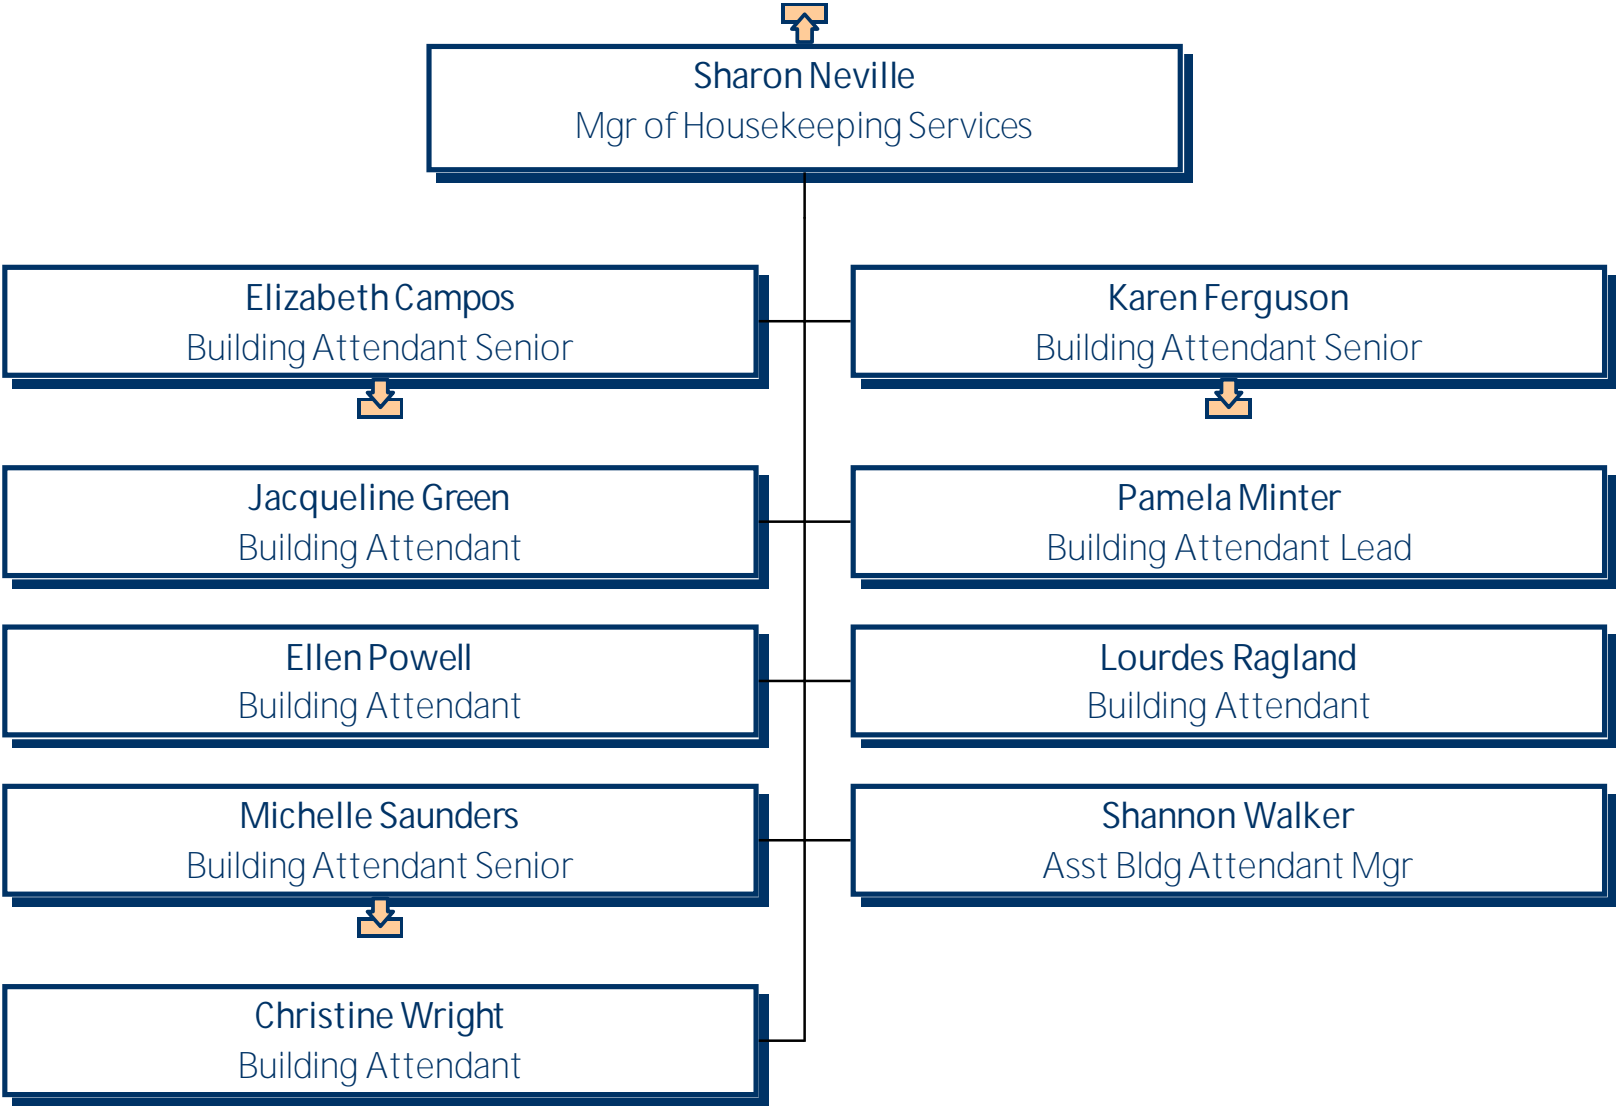 Sharon Neville
Mgr of Housekeeping Services
Elizabeth Campos
Building Attendant Senior
Karen Ferguson
Building Attendant Senior
Jacqueline Green
Building Attendant
Pamela Minter
Building Attendant Lead
Ellen Powell
Building Attendant
Lourdes Ragland
Building Attendant
Michelle Saunders
Building Attendant Senior
Shannon Walker
Asst Bldg Attendant Mgr
Christine Wright
Building Attendant